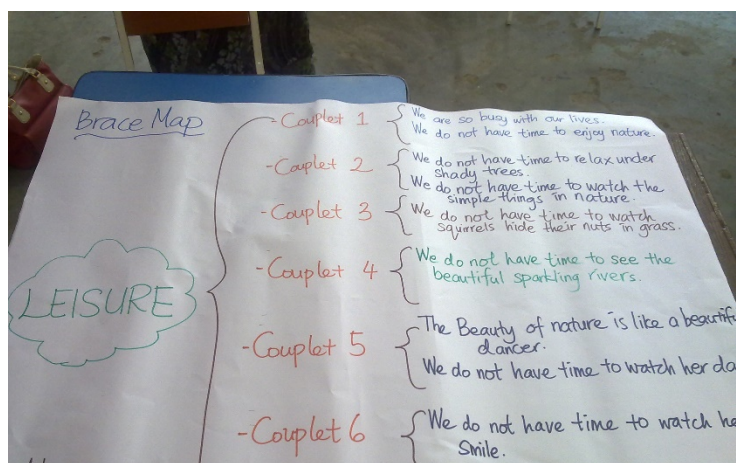 Brace Map
LEISURE
- Couplet 1
We are so busy with our lives.
We do not have time to enjoy nature.
- Couplet 2
We do not have time to relax under
shady trees.
We do not have time to watch the
simple things in nature.
- Couplet 3
We do not have time to watch
squirrels hide their nuts in grass.
- Couplet 4
We do not have time to see the
beautiful sparkling rivers.
- Couplet 5
The Beauty of nature is like a
dancer.
We do not have time to watch her
- Couplet 6
We do not have time to watch
Smile.